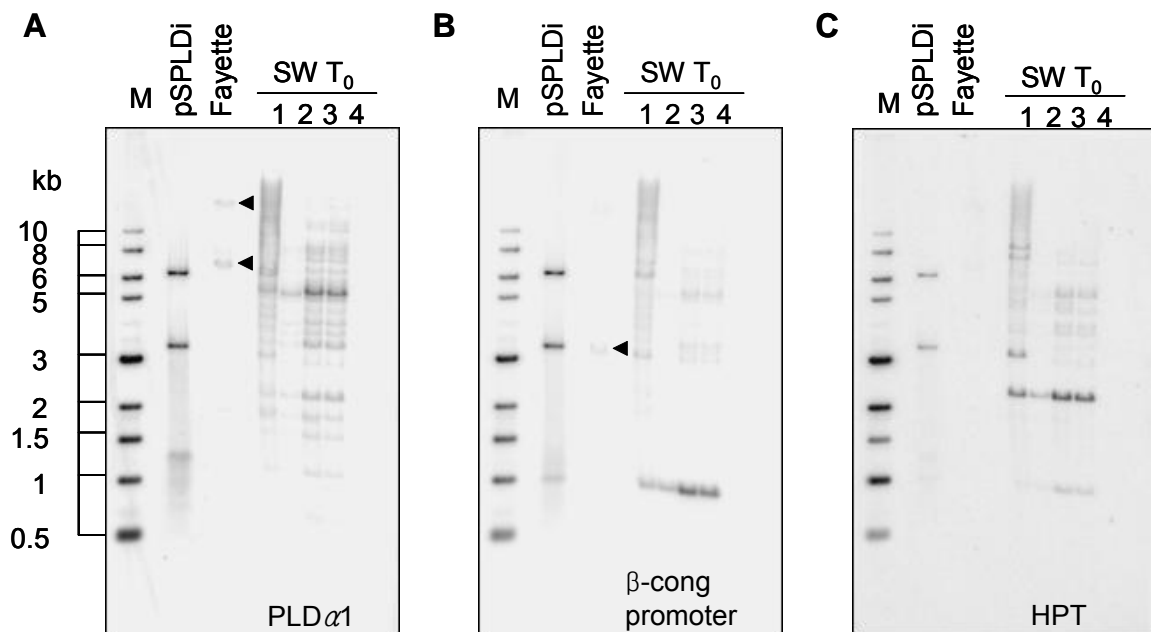 A
M
pSPLDi
Fayette
SW T0
1 2 3 4
kb
10
8
6
5
3
2
1.5
1
0.5
PLDα1
B
M
pSPLDi
Fayette
SW T0
1 2 3 4
β-cong
promoter
C
M
pSPLDi
Fayette
SW T0
1 2 3 4
HPT